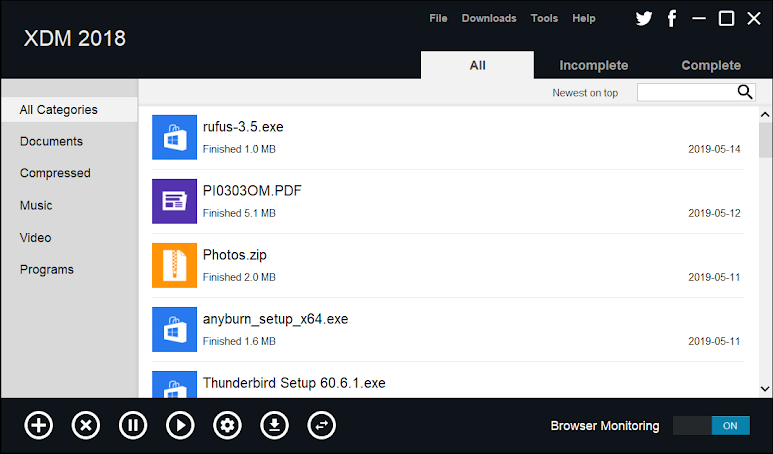 XDM 2018
File Downloads Tools Help
All Incomplete Complete
Newest on top
All Categories
Documents
Compressed
Music
Video
Programs
rufus-3.5.exe
Finished 1.0 MB 2019-05-14
PI0303OM.PDF
Finished 5.1 MB 2019-05-12
Photos.zip
Finished 2.0 MB 2019-05-11
anyburn_setup_x64.exe
Finished 1.6 MB 2019-05-11
Thunderbird Setup 60.6.1.exe
Browser Monitoring ON